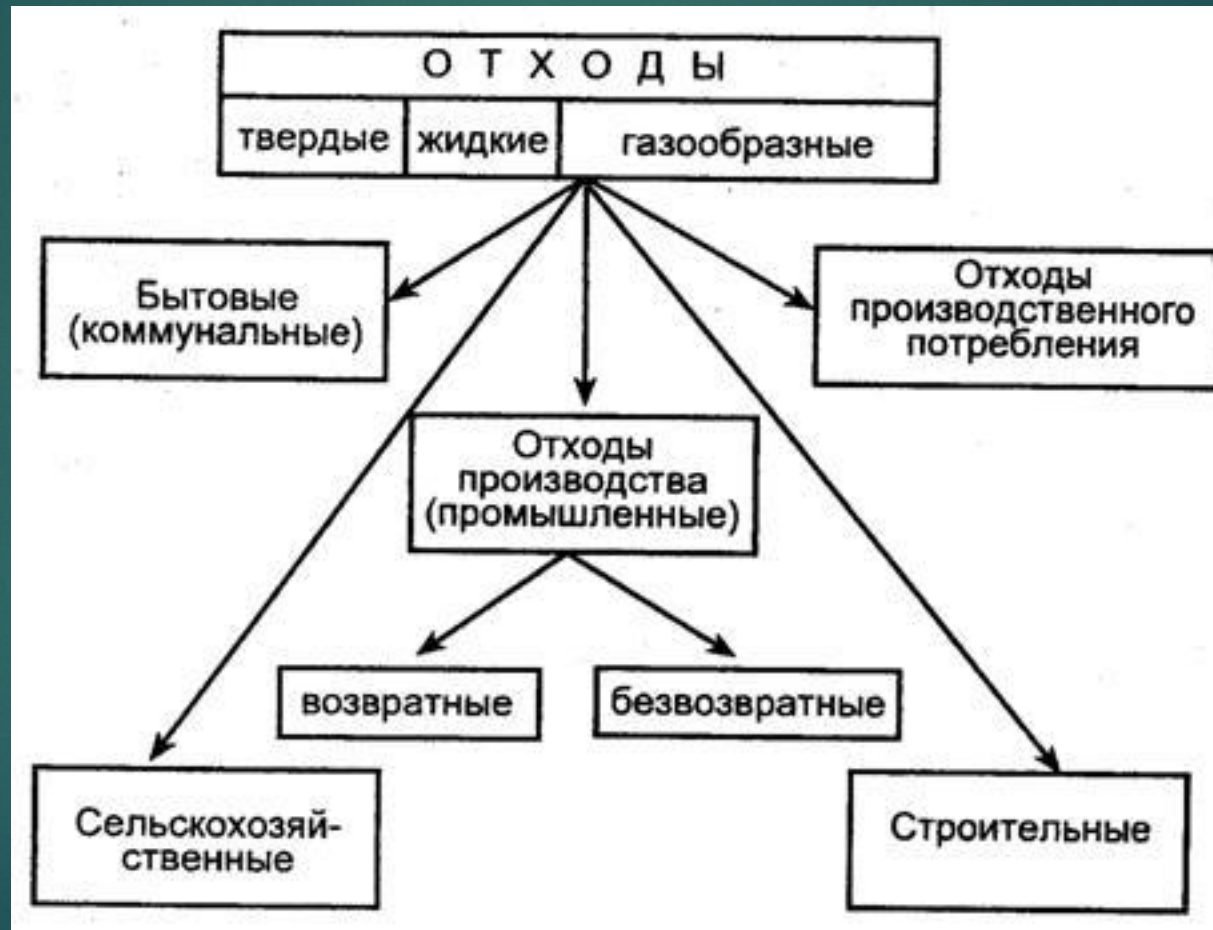 О Т Х О Д Ы
твердые жидкие газообразные
Бытовые
(коммунальные)
Отходы
производственного
потребления
Отходы
производства
(промышленные)
возвратные
безвозвратные
Сельскохозяй-
ственные
Строительные